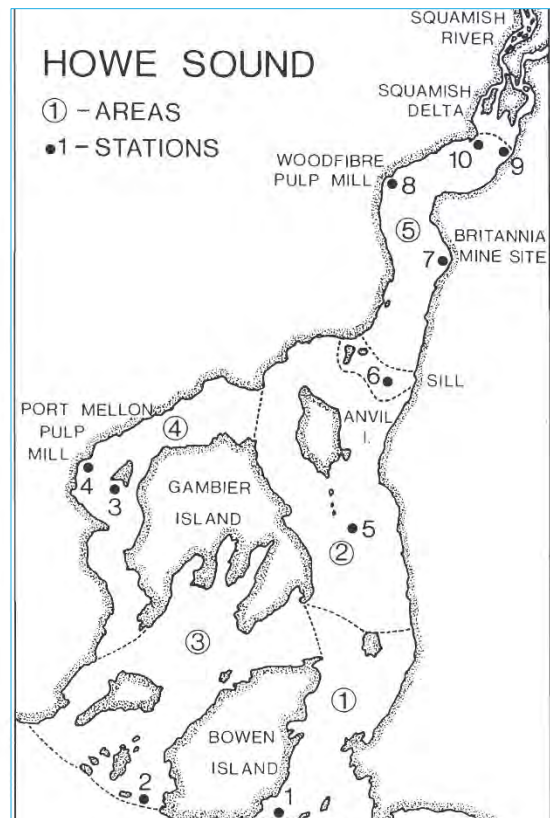 SQUAMISH
RIVER
HOWE SOUND
① – AREAS
●1 – STATIONS
SQUAMISH
DELTA
WOODFIBRE
PULP MILL
10
9
8
⑤
BRITANNIA
MINE SITE
7
6
SILL
PORT MELLON
PULP
MILL
④
ANVIL
I.
4
3
GAMBIER
ISLAND
5
②
③
①
BOWEN
ISLAND
2
1